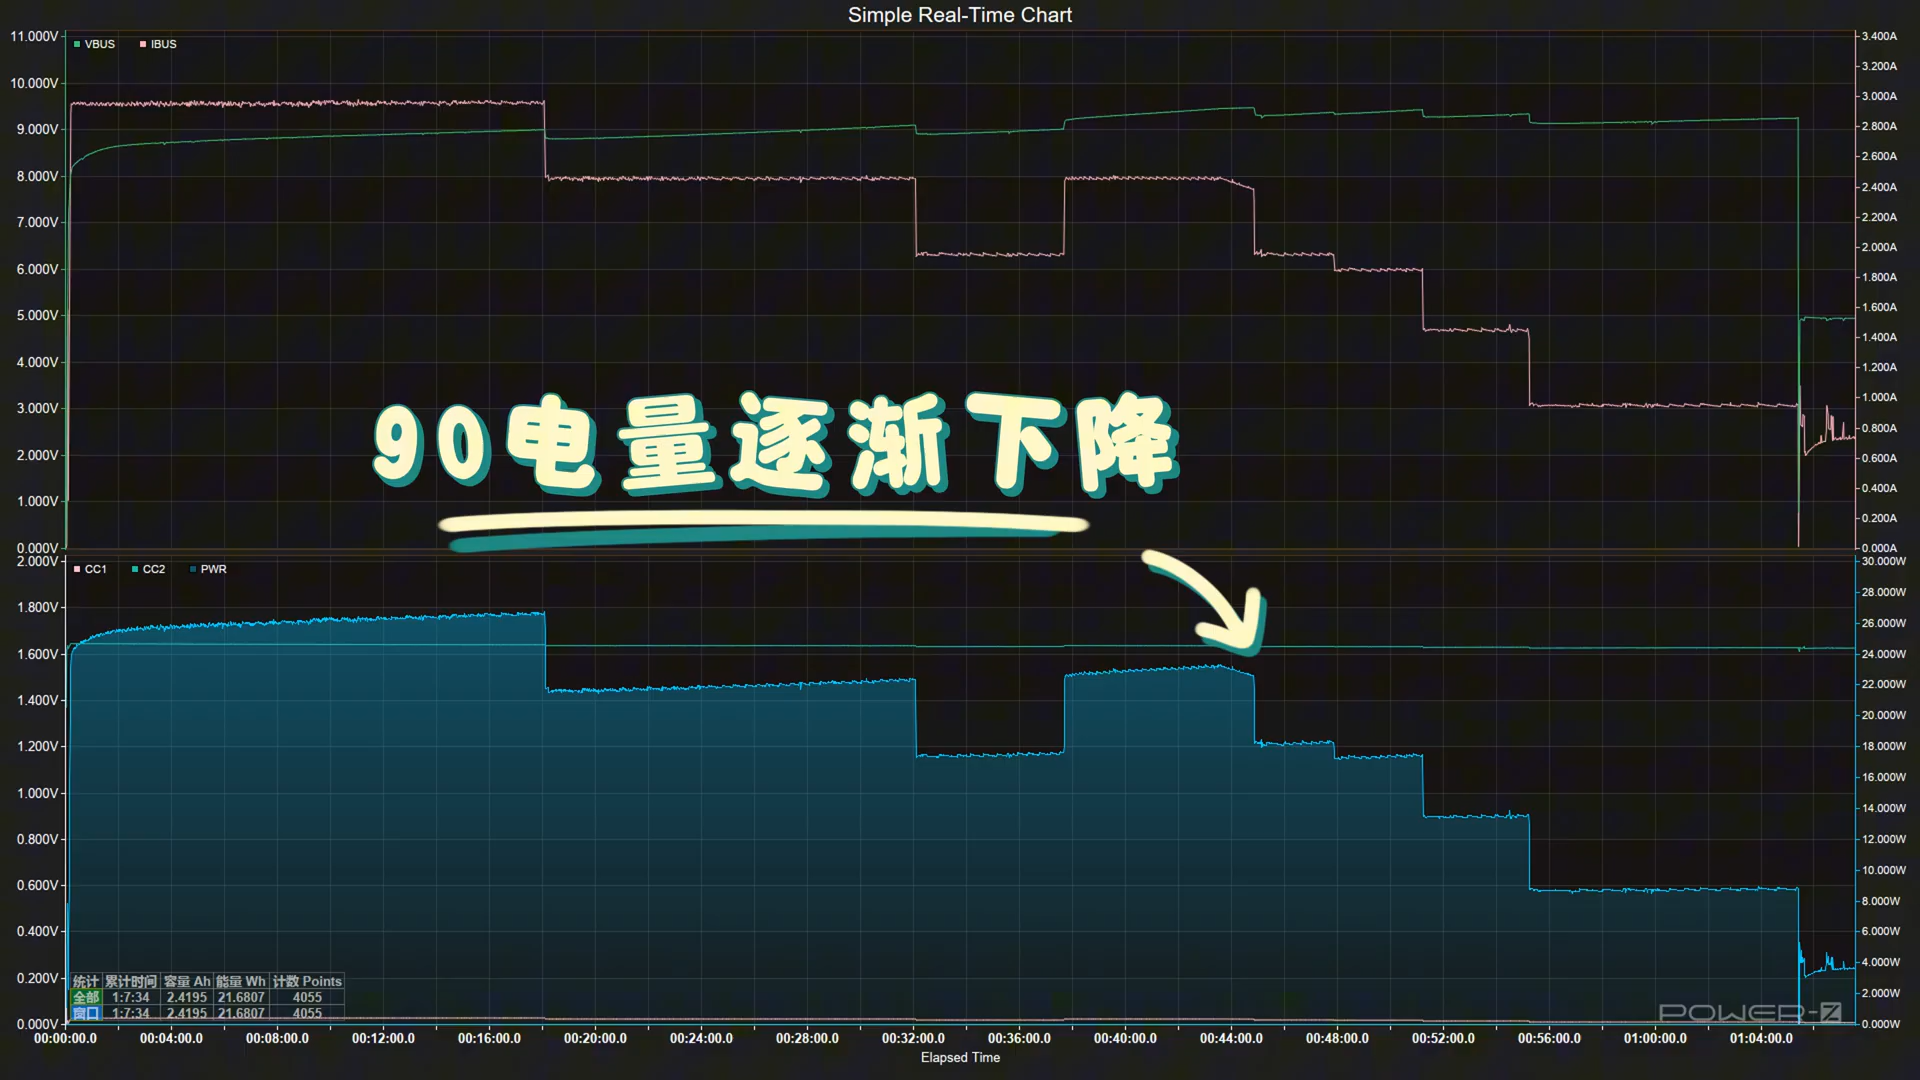 Simple Real-Time Chart
VBUS IBUS
11.000V
10.000V
9.000V
8.000V
7.000V
6.000V
5.000V
4.000V
3.000V
2.000V
1.000V
0.000V
3.400A
3.200A
3.000A
2.800A
2.600A
2.400A
2.200A
2.000A
1.800A
1.600A
1.400A
1.200A
1.000A
0.800A
0.600A
0.400A
0.200A
0.000A
90电量逐渐下降
CC1 CC2 PWR
2.000V
1.800V
1.600V
1.400V
1.200V
1.000V
0.800V
0.600V
0.400V
0.200V
0.000V
30.000W
28.000W
26.000W
24.000W
22.000W
20.000W
18.000W
16.000W
14.000W
12.000W
10.000W
8.000W
6.000W
4.000W
2.000W
0.000W
统计 累计时间 容量 Ah 能量 Wh 计数 Points
全部 1:7:34 2.4195 21.6807 4055
窗口 1:7:34 2.4195 21.6807 4055
POWER-Z
00:00:00.0 00:04:00.0 00:08:00.0 00:12:00.0 00:16:00.0 00:20:00.0 00:24:00.0 00:28:00.0 00:32:00.0 00:36:00.0 00:40:00.0 00:44:00.0 00:48:00.0 00:52:00.0 00:56:00.0 01:00:00.0 01:04:00.0
Elapsed Time